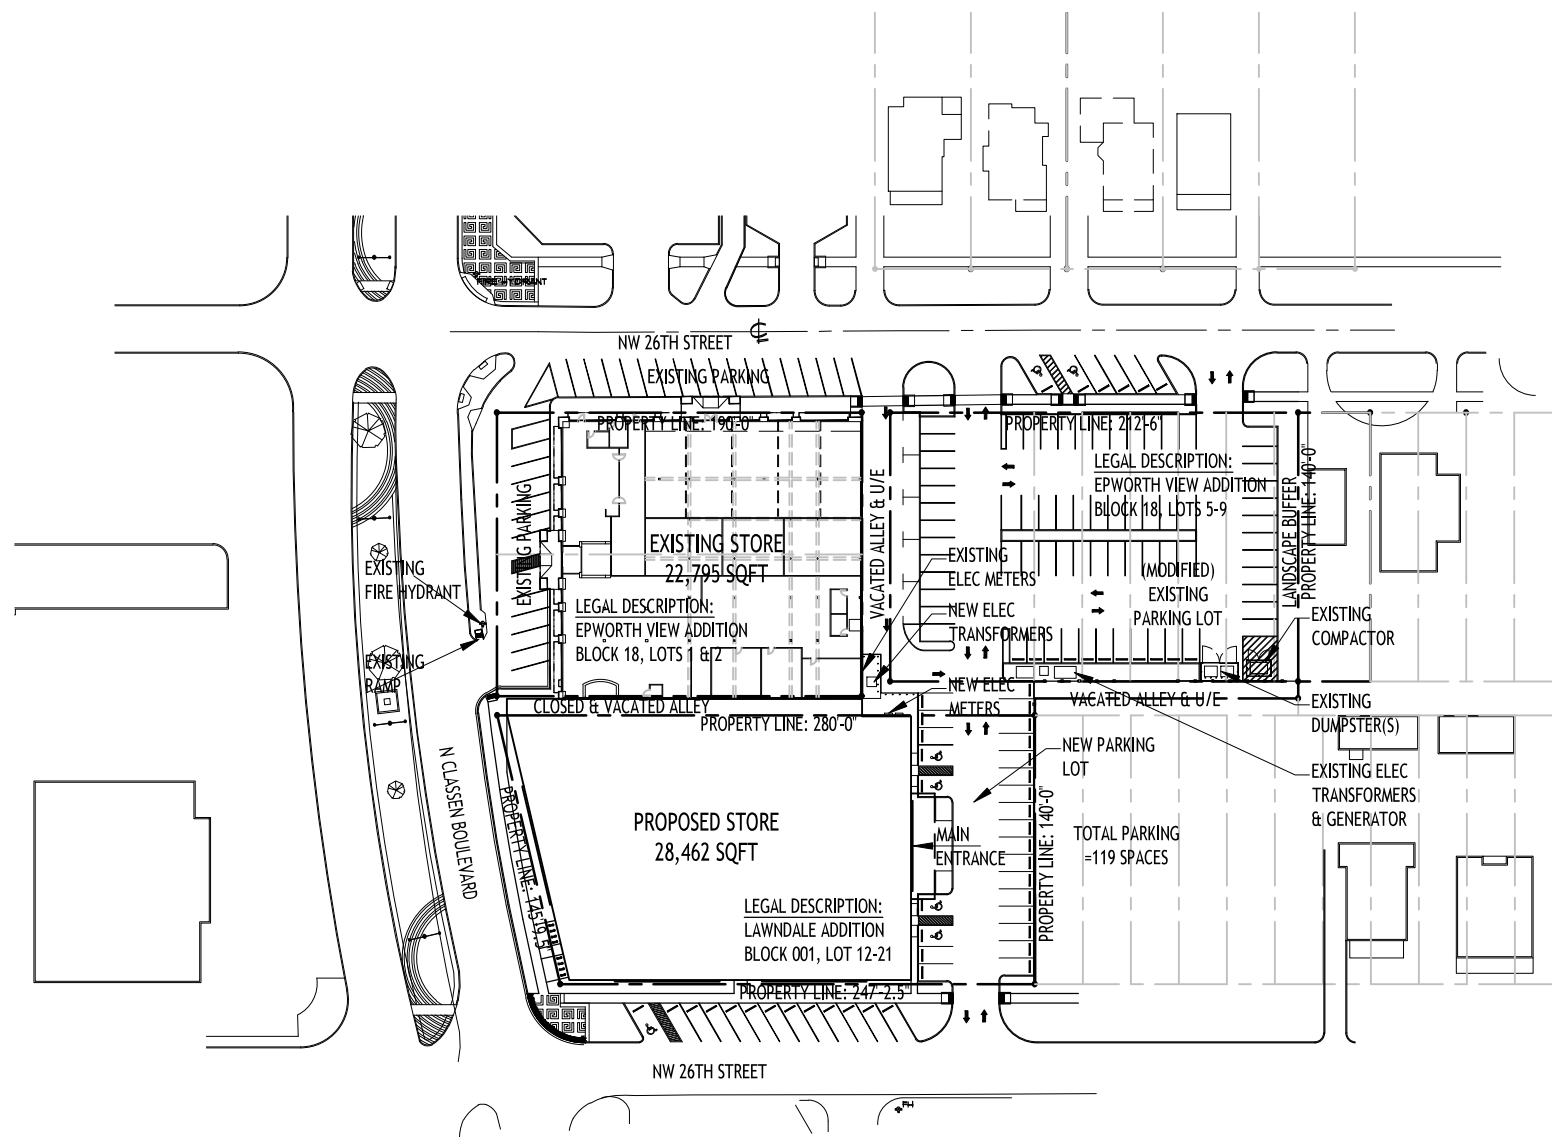 FIRE HYDRANT
NW 26TH STREET
EXISTING PARKING
PROPERTY LINE: 190'-0"
PROPERTY LINE: 212'-6"
LEGAL DESCRIPTION:
EPWORTH VIEW ADDITION
BLOCK 18, LOTS 5-9
PROPERTY LINE: 140'-0"
LANDSCAPE BUFFER
EXISTING PARKING
VACATED ALLEY & U/E
EXISTING STORE
22,795 SQFT
EXISTING
ELEC METERS
(MODIFIED)
EXISTING
PARKING LOT
EXISTING
FIRE HYDRANT
LEGAL DESCRIPTION:
EPWORTH VIEW ADDITION
BLOCK 18, LOTS 1 & 2
NEW ELEC
TRANSFORMERS
EXISTING
COMPACTOR
EXISTING
RAMP
NEW ELEC
METERS
VACATED ALLEY & U/E
EXISTING
DUMPSTER(S)
CLOSED & VACATED ALLEY
PROPERTY LINE: 280'-0"
NEW PARKING
LOT
EXISTING ELEC
TRANSFORMERS
& GENERATOR
N CLASSEN BOULEVARD
PROPERTY LINE:
PROPOSED STORE
28,462 SQFT
MAIN
ENTRANCE
PROPERTY LINE: 140'-0"
TOTAL PARKING
=119 SPACES
LEGAL DESCRIPTION:
LAWNDALE ADDITION
BLOCK 001, LOT 12-21
PROPERTY LINE: 247'-2.5"
NW 26TH STREET
FH